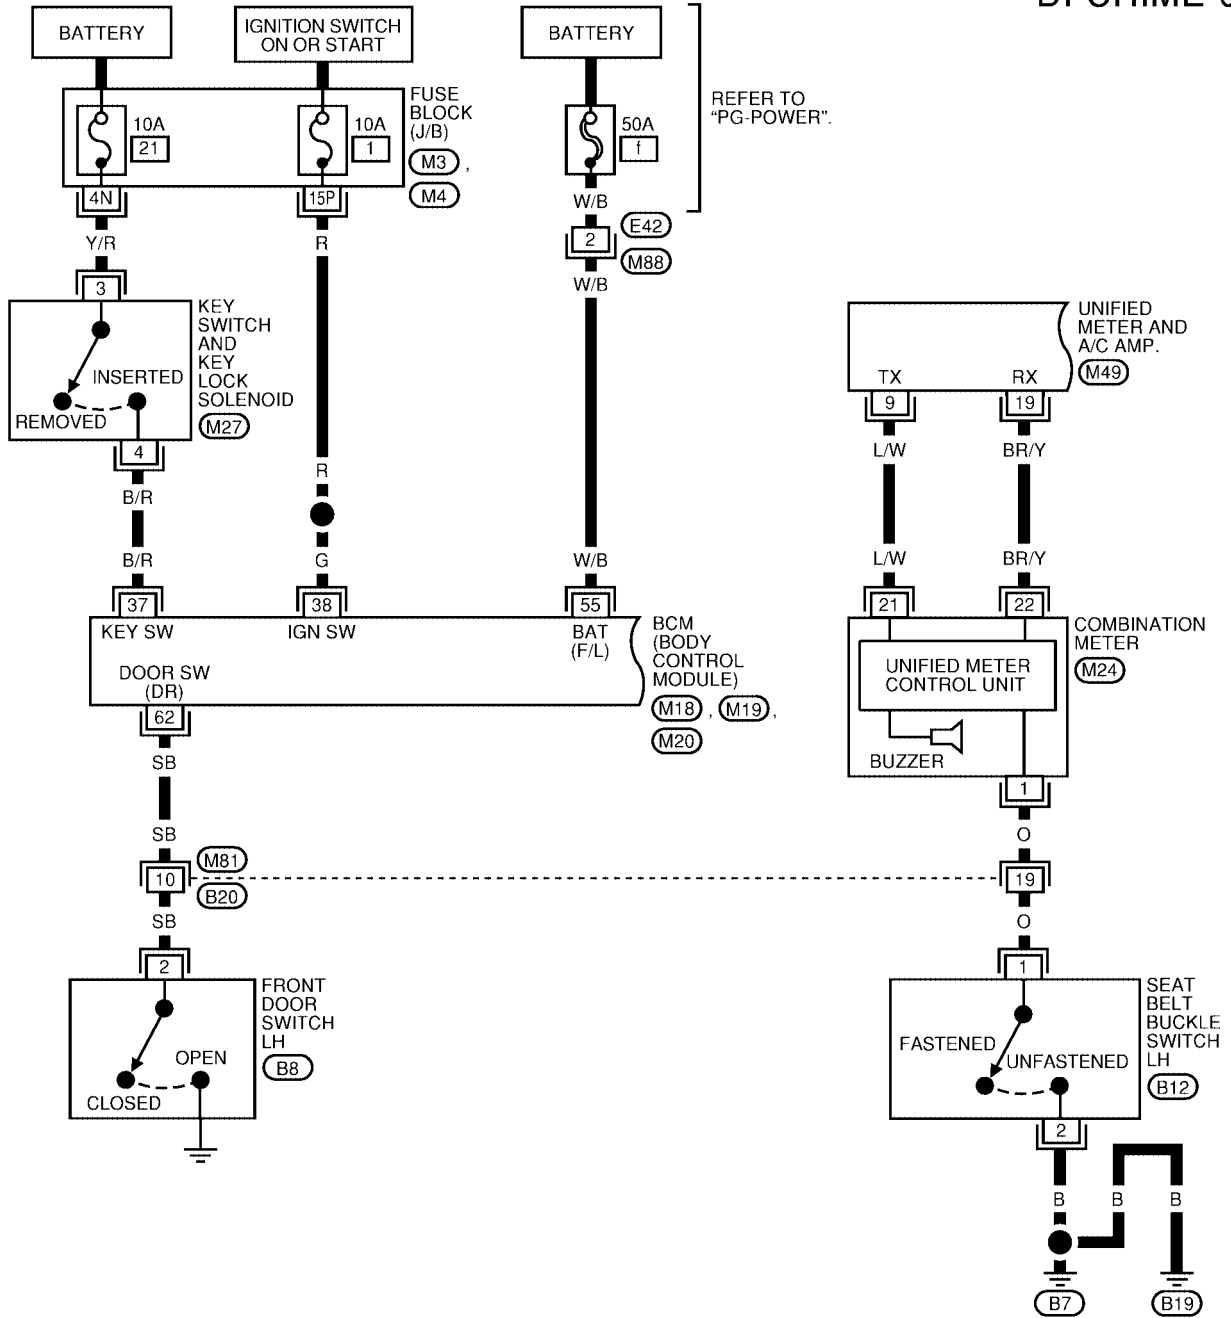 BATTERY
IGNITION SWITCH
ON OR START
BATTERY
REFER TO
"PG-POWER".
FUSE
BLOCK
(J/B)
M3 ,
M4
10A
21
10A
1
50A
f
4N
15P
W/B
2
E42
M88
Y/R
R
W/B
3
KEY
SWITCH
AND
KEY
LOCK
SOLENOID
M27
INSERTED
REMOVED
4
B/R
R
B/R
G
W/B
37
38
55
KEY SW
IGN SW
BAT
(F/L)
DOOR SW
(DR)
BCM
(BODY
CONTROL
MODULE)
M18 , M19 ,
M20
62
SB
SB
10
M81
B20
SB
2
FRONT
DOOR
SWITCH
LH
B8
OPEN
CLOSED
UNIFIED
METER AND
A/C AMP.
M49
TX
RX
9
19
L/W
BR/Y
L/W
BR/Y
21
22
COMBINATION
METER
M24
UNIFIED METER
CONTROL UNIT
BUZZER
1
O
19
O
1
SEAT
BELT
BUCKLE
SWITCH
LH
B12
FASTENED
UNFASTENED
2
B
B
B
B7
B19